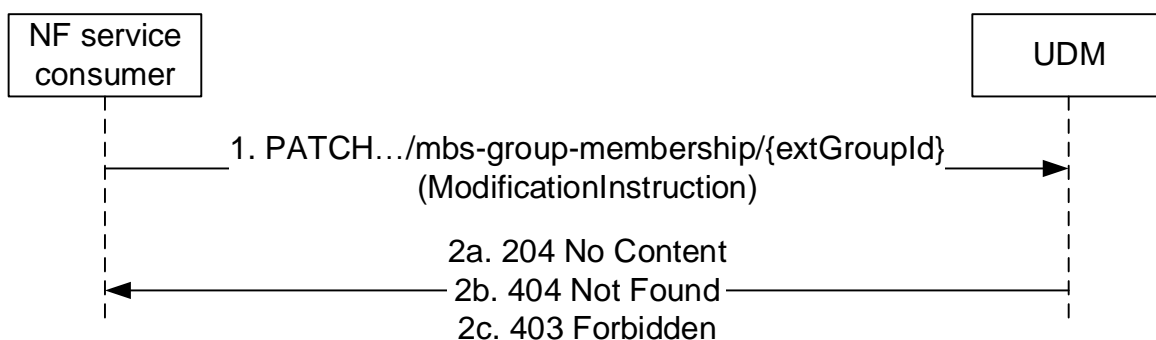 NF service
consumer
UDM
1. PATCH…/mbs-group-membership/{extGroupId}
(ModificationInstruction)
2a. 204 No Content
2b. 404 Not Found
2c. 403 Forbidden